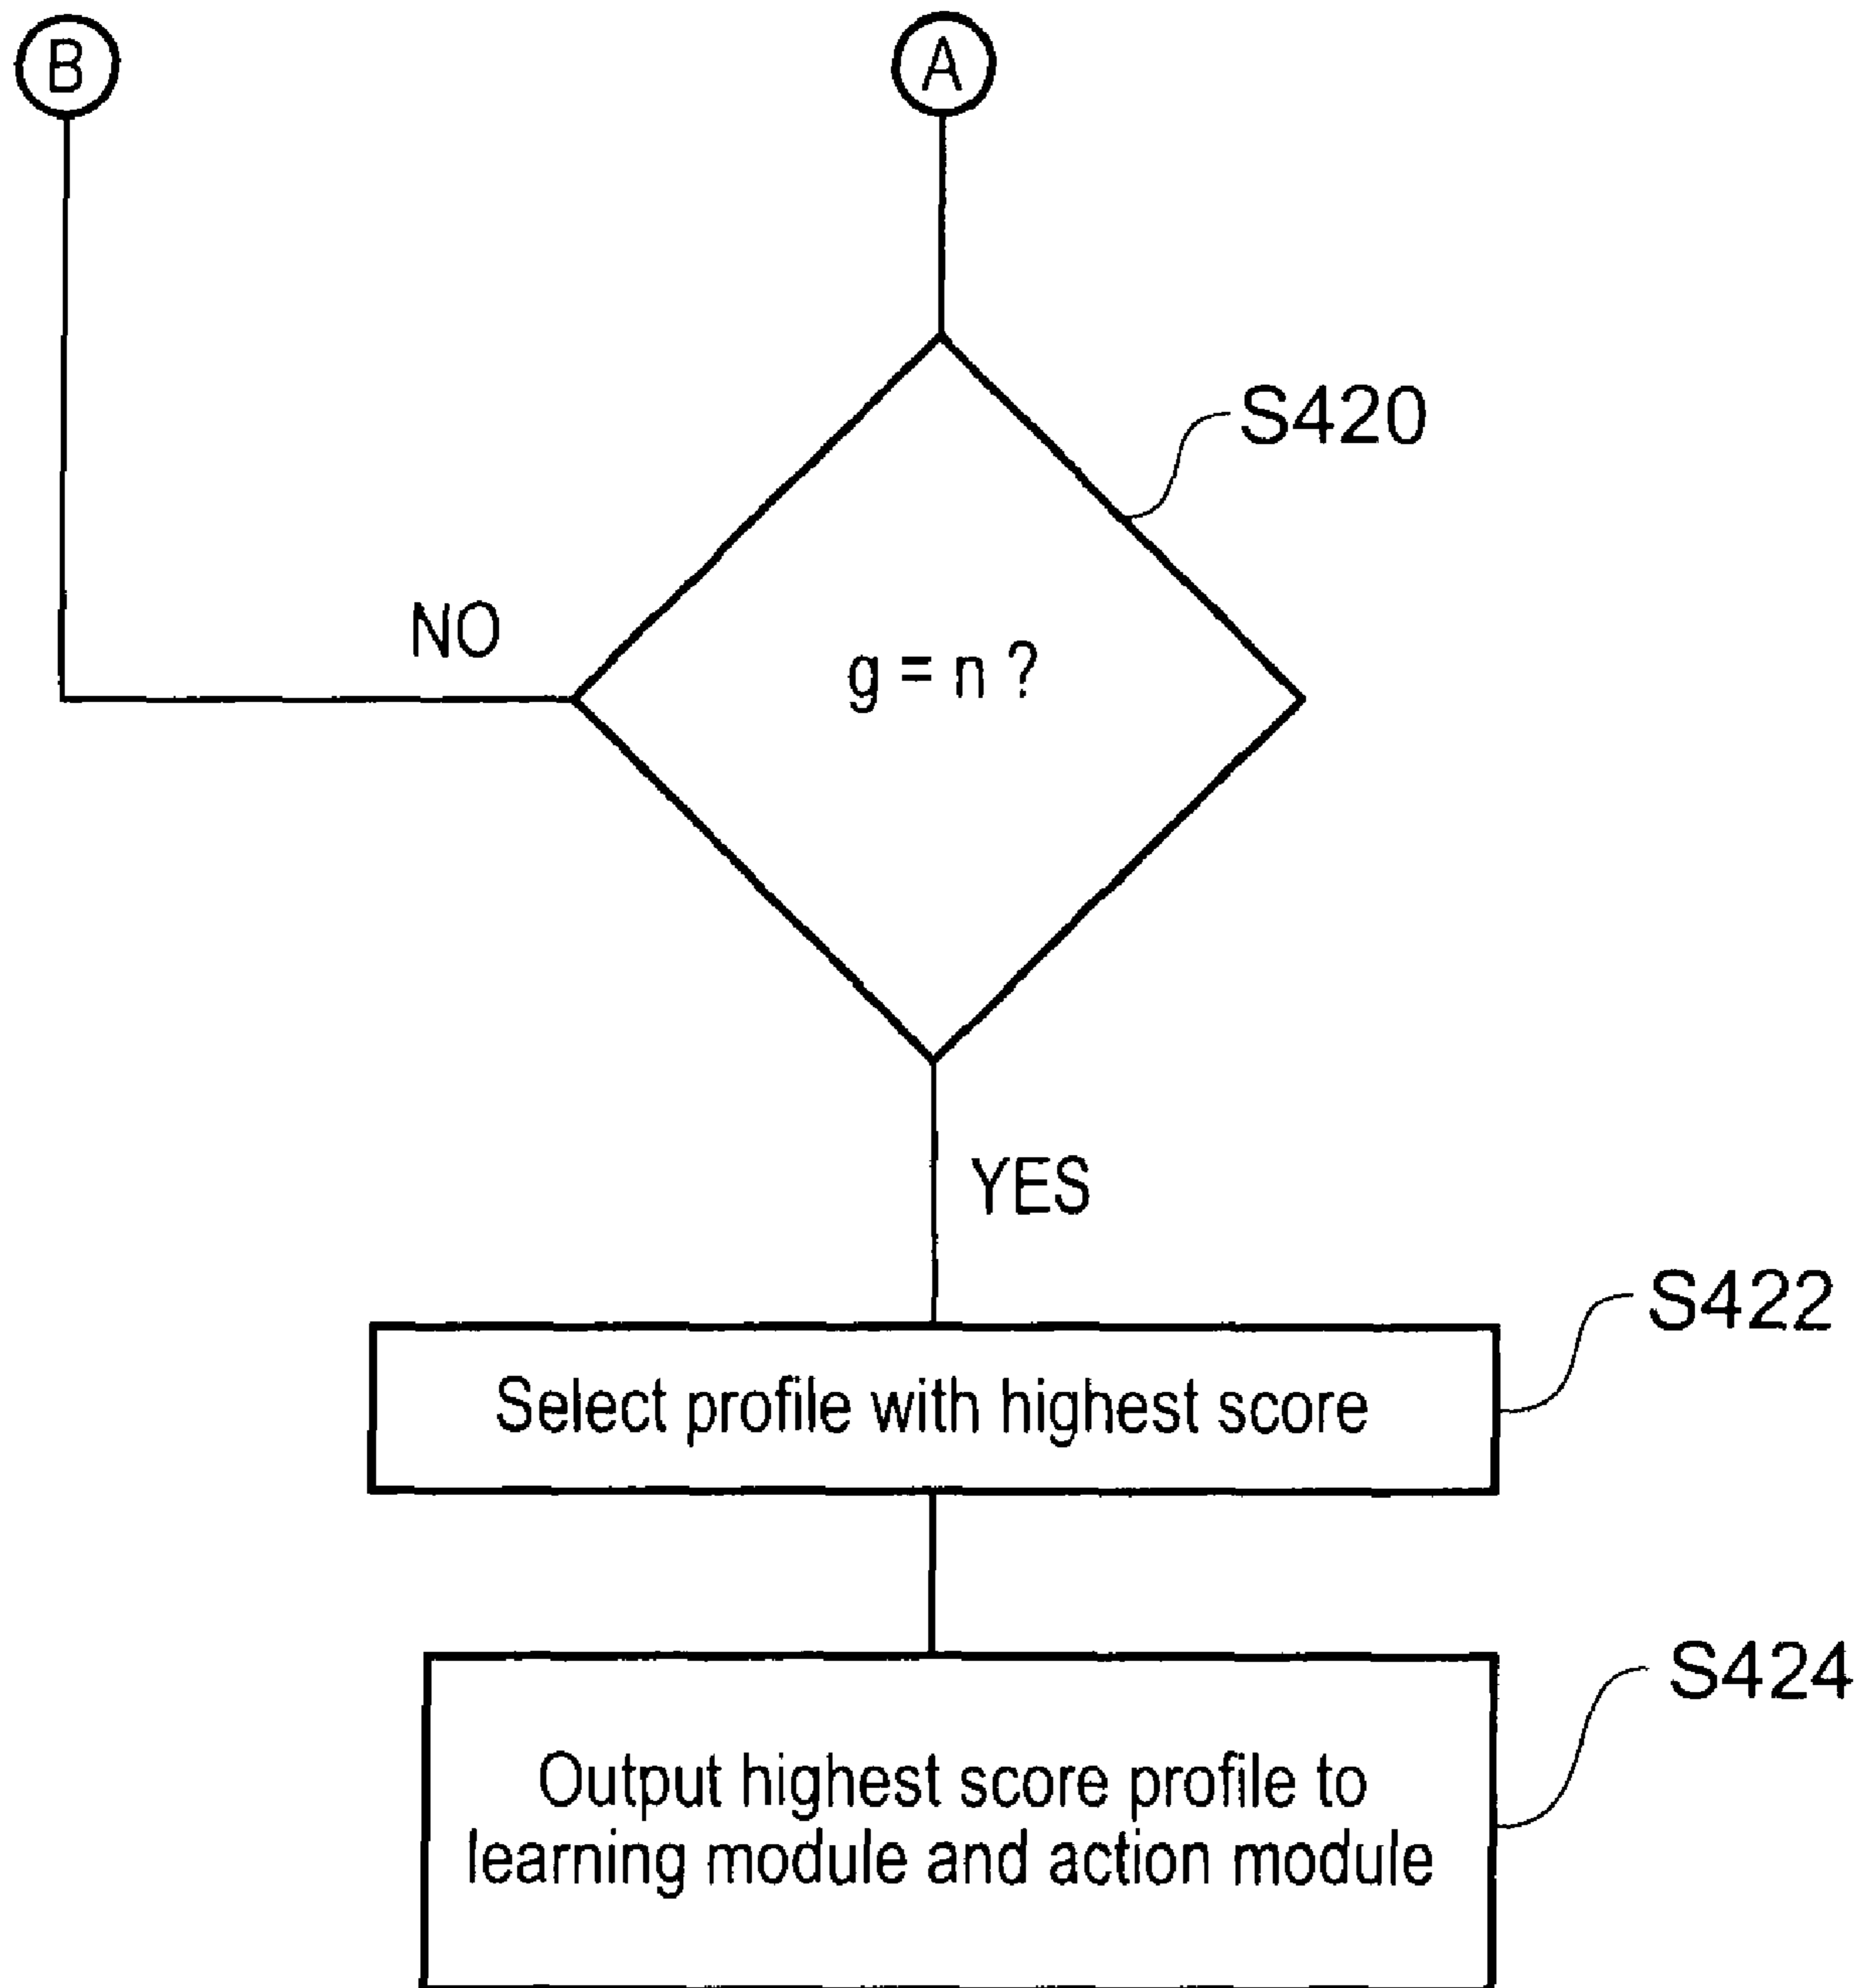 B
A
S420
NO
g = n ?
YES
S422
Select profile with highest score
S424
Output highest score profile to
learning module and action module